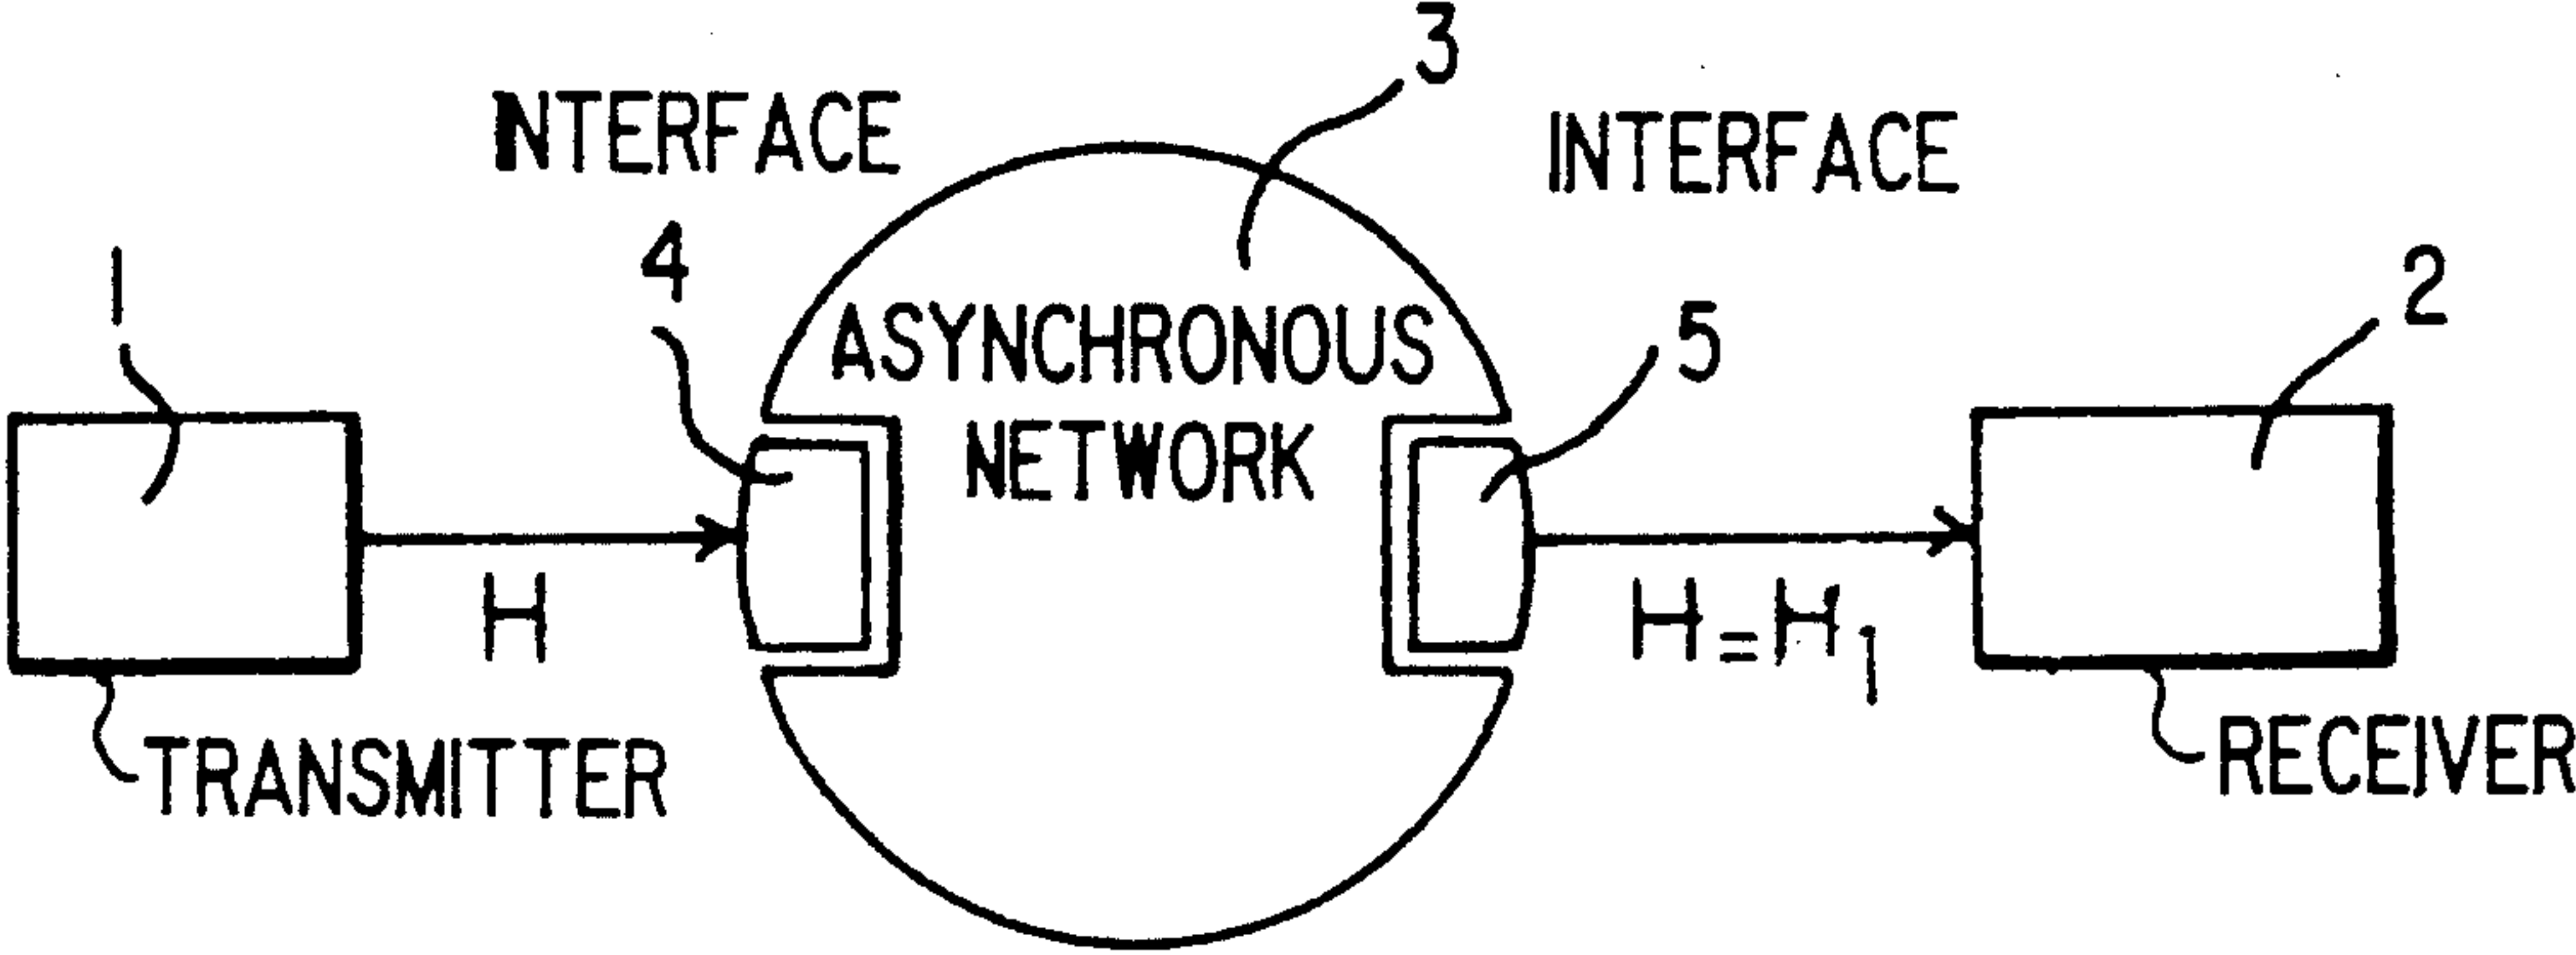 3
INTERFACE
INTERFACE
1
4
2
5
ASYNCHRONOUS
NETWORK
H
H=H1
TRANSMITTER
RECEIVER